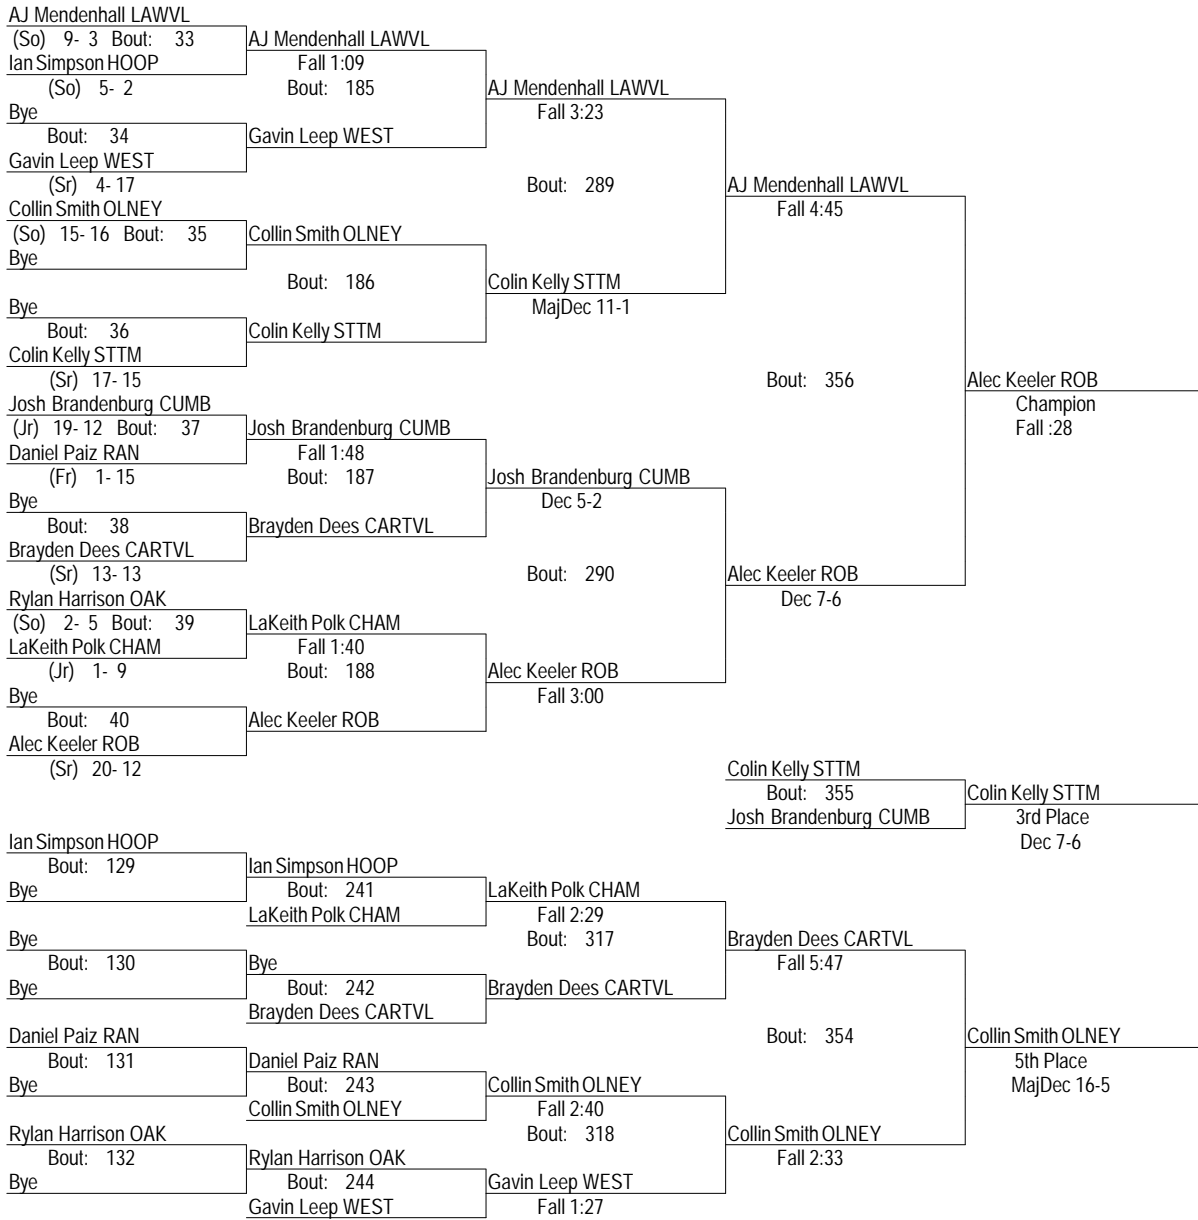 AJ Mendenhall LAWVL
(So) 9- 3 Bout: 33
AJ Mendenhall LAWVL
Ian Simpson HOOP
Fall 1:09
(So) 5- 2
Bout: 185
AJ Mendenhall LAWVL
Bye
Fall 3:23
Bout: 34
Gavin Leep WEST
Gavin Leep WEST
(Sr) 4- 17
Bout: 289
AJ Mendenhall LAWVL
Collin Smith OLNEY
Fall 4:45
(So) 15- 16 Bout: 35
Collin Smith OLNEY
Bye
Bout: 186
Colin Kelly STTM
Bye
MajDec 11-1
Bout: 36
Colin Kelly STTM
Colin Kelly STTM
(Sr) 17- 15
Bout: 356
Alec Keeler ROB
Josh Brandenburg CUMB
Champion
(Jr) 19- 12 Bout: 37
Josh Brandenburg CUMB
Fall :28
Daniel Paiz RAN
Fall 1:48
(Fr) 1- 15
Bout: 187
Josh Brandenburg CUMB
Bye
Dec 5-2
Bout: 38
Brayden Dees CARTVL
Brayden Dees CARTVL
(Sr) 13- 13
Bout: 290
Alec Keeler ROB
Rylan Harrison OAK
Dec 7-6
(So) 2- 5 Bout: 39
LaKeith Polk CHAM
LaKeith Polk CHAM
Fall 1:40
(Jr) 1- 9
Bout: 188
Alec Keeler ROB
Bye
Fall 3:00
Bout: 40
Alec Keeler ROB
Alec Keeler ROB
(Sr) 20- 12
Colin Kelly STTM
Bout: 355
Colin Kelly STTM
Josh Brandenburg CUMB
3rd Place
Dec 7-6
Ian Simpson HOOP
Bout: 129
Ian Simpson HOOP
Bye
Bout: 241
LaKeith Polk CHAM
LaKeith Polk CHAM
Fall 2:29
Bye
Bout: 317
Brayden Dees CARTVL
Bout: 130
Bye
Fall 5:47
Bye
Bout: 242
Brayden Dees CARTVL
Brayden Dees CARTVL
Daniel Paiz RAN
Bout: 354
Collin Smith OLNEY
Bout: 131
Daniel Paiz RAN
5th Place
Bye
Bout: 243
Collin Smith OLNEY
MajDec 16-5
Collin Smith OLNEY
Fall 2:40
Rylan Harrison OAK
Bout: 318
Collin Smith OLNEY
Bout: 132
Rylan Harrison OAK
Fall 2:33
Bye
Bout: 244
Gavin Leep WEST
Gavin Leep WEST
Fall 1:27